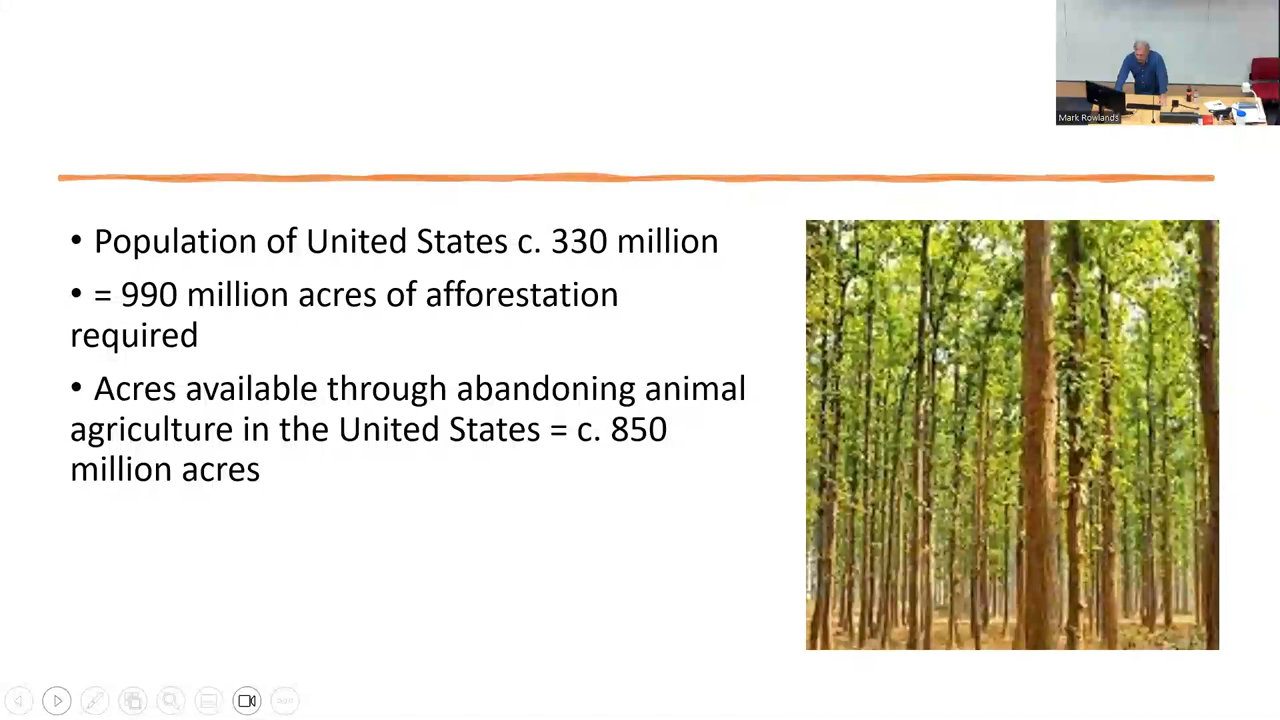 Mark Rowlands
• Population of United States c. 330 million
• = 990 million acres of afforestation
required
• Acres available through abandoning animal
agriculture in the United States = c. 850
million acres